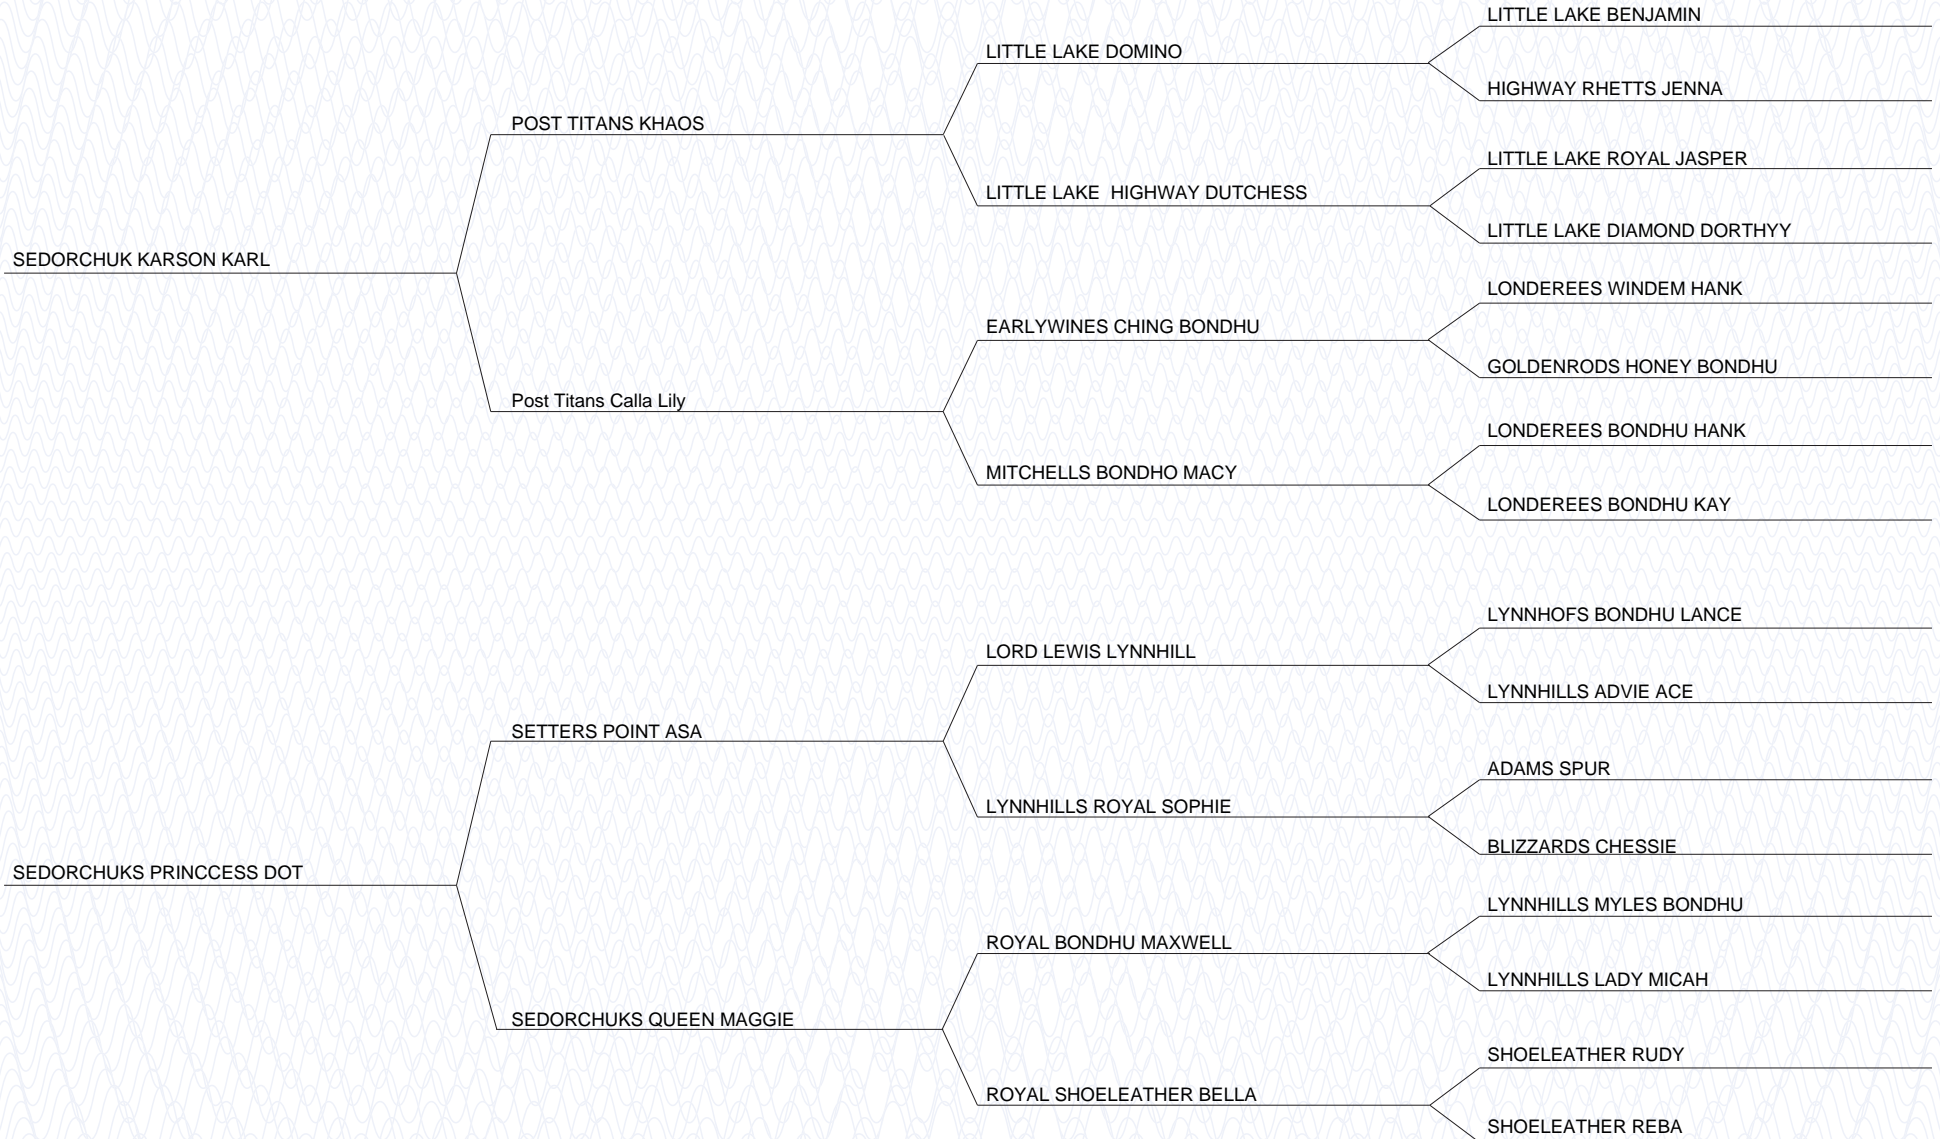 LITTLE LAKE BENJAMIN
LITTLE LAKE DOMINO
HIGHWAY RHETTS JENNA
POST TITANS KHAOS
LITTLE LAKE ROYAL JASPER
LITTLE LAKE  HIGHWAY DUTCHESS
LITTLE LAKE DIAMOND DORTHYY
SEDORCHUK KARSON KARL
LONDEREES WINDEM HANK
EARLYWINES CHING BONDHU
GOLDENRODS HONEY BONDHU
Post Titans Calla Lily
LONDEREES BONDHU HANK
MITCHELLS BONDHO MACY
LONDEREES BONDHU KAY
LYNNHOFS BONDHU LANCE
LORD LEWIS LYNNHILL
LYNNHILLS ADVIE ACE
SETTERS POINT ASA
ADAMS SPUR
LYNNHILLS ROYAL SOPHIE
BLIZZARDS CHESSIE
SEDORCHUKS PRINCCESS DOT
LYNNHILLS MYLES BONDHU
ROYAL BONDHU MAXWELL
LYNNHILLS LADY MICAH
SEDORCHUKS QUEEN MAGGIE
SHOELEATHER RUDY
ROYAL SHOELEATHER BELLA
SHOELEATHER REBA